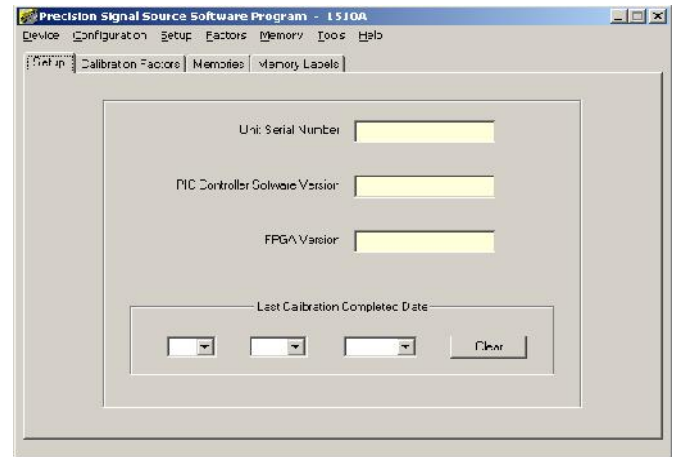 Precision Signal Source Software Program - 1510A
Device Configuration Setup Factors Memory Tools Help
Setup Calibration Factors Memories Memory Labels
Unit Serial Number
PIC Controller Software Version
FPGA Version
Last Calibration Completed Date
Clear